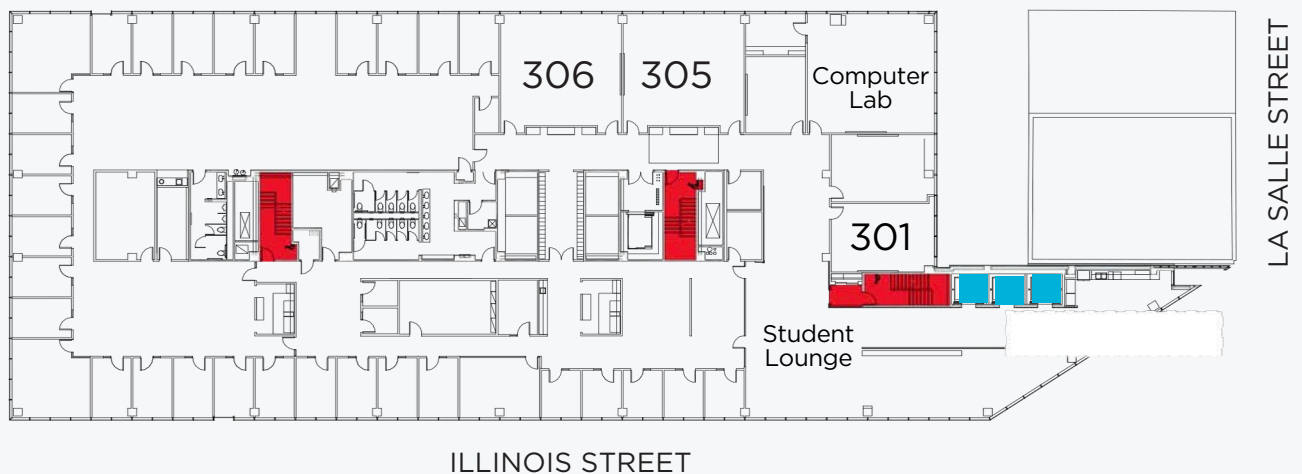 306
305
Computer
Lab
301
Student
Lounge
LA SALLE STREET
ILLINOIS STREET